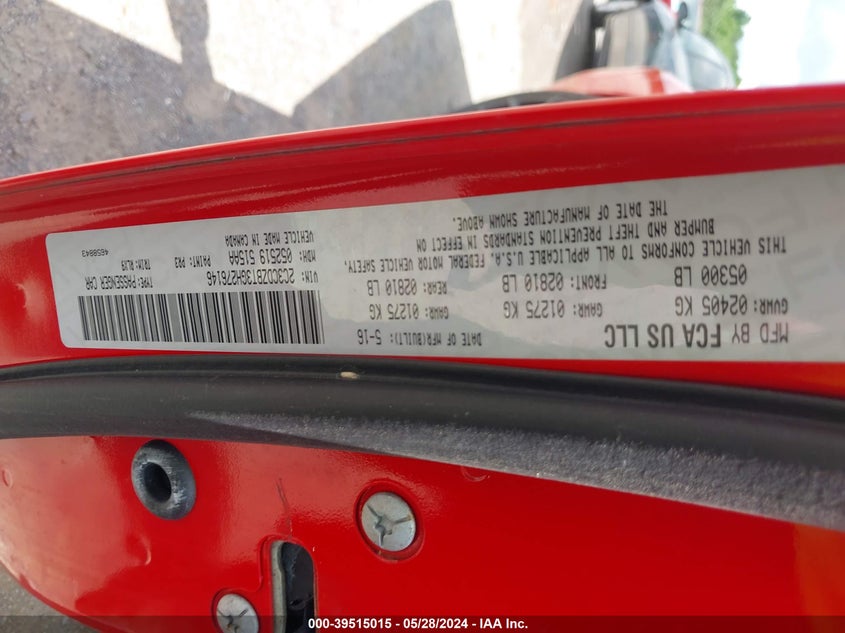 MFD BY FCA US LLC
DATE OF MFR(BUILT): 5-16
GVWR: 02405 KG GAWR: 01275 KG GAWR: 01275 KG
05300 LB FRONT: 02810 LB REAR: 02810 LB
THIS VEHICLE CONFORMS TO ALL APPLICABLE U.S.A. FEDERAL MOTOR VEHICLE SAFETY,
BUMPER AND THEFT PREVENTION STANDARDS IN EFFECT ON
THE DATE OF MANUFACTURE SHOWN ABOVE.
VIN: 2C3CDZBT3GH276146 TYPE: PASSENGER CAR
MDH: 052519 PAINT: PR3 TRIM:
VEHICLE MADE IN CANADA 4658843
000-39515015 - 05/28/2024 - IAA Inc.